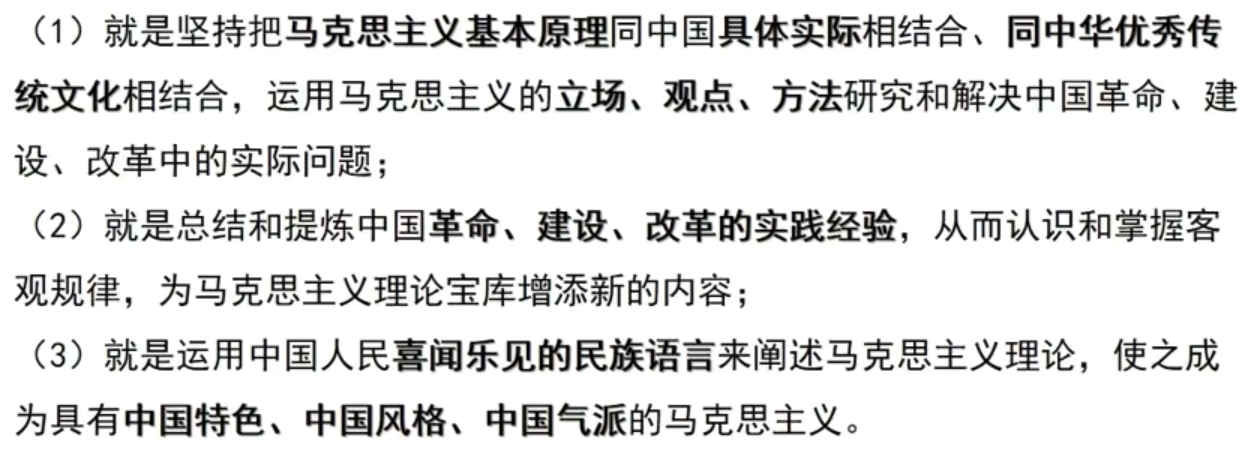 （1）就是坚持把马克思主义基本原理同中国具体实际相结合、同中华优秀传
统文化相结合，运用马克思主义的立场、观点、方法研究和解决中国革命、建
设、改革中的实际问题；
（2）就是总结和提炼中国革命、建设、改革的实践经验，从而认识和掌握客
观规律，为马克思主义理论宝库增添新的内容；
（3）就是运用中国人民喜闻乐见的民族语言来阐述马克思主义理论，使之成
为具有中国特色、中国风格、中国气派的马克思主义。